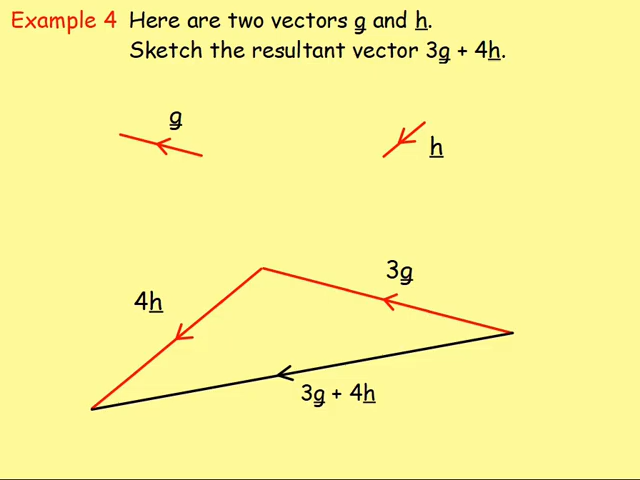 Example 4 Here are two vectors g and h.
Sketch the resultant vector 3g + 4h.
g
h
3g
4h
3g + 4h